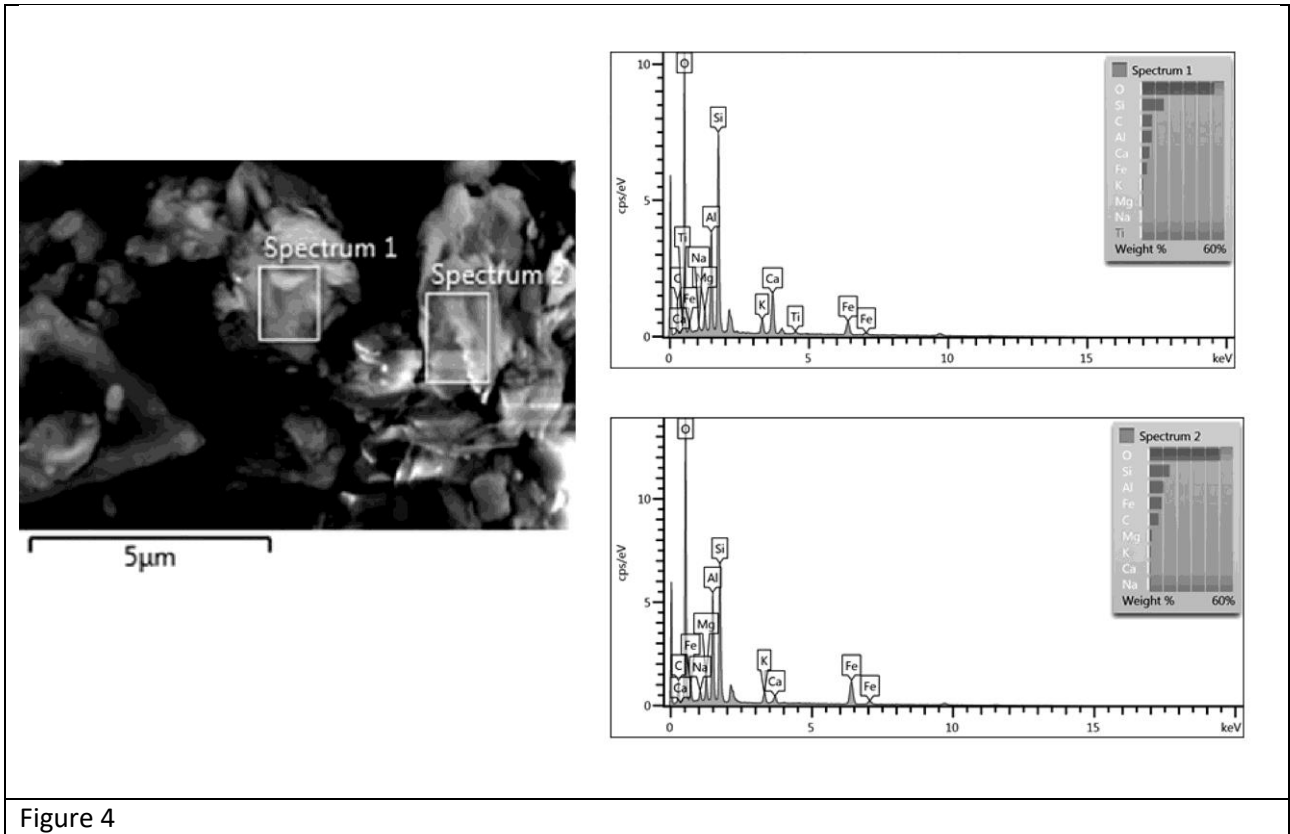 Spectrum 1
Spectrum 2
5µm
10
5
0
cps/eV
O
Si
Al
Ti
Na
C
Mg
Fe
Ca
K
Ca
Ti
Fe
Fe
0
5
10
15
keV
Spectrum 1
O
Si
C
Al
Ca
Fe
K
Mg
Na
Ti
Weight %
60%
10
5
0
cps/eV
O
Si
Al
Mg
Fe
C
Na
Ca
K
Ca
Fe
Fe
0
5
10
15
keV
Spectrum 2
O
Si
Al
Fe
C
Mg
K
Ca
Na
Weight %
60%
Figure 4